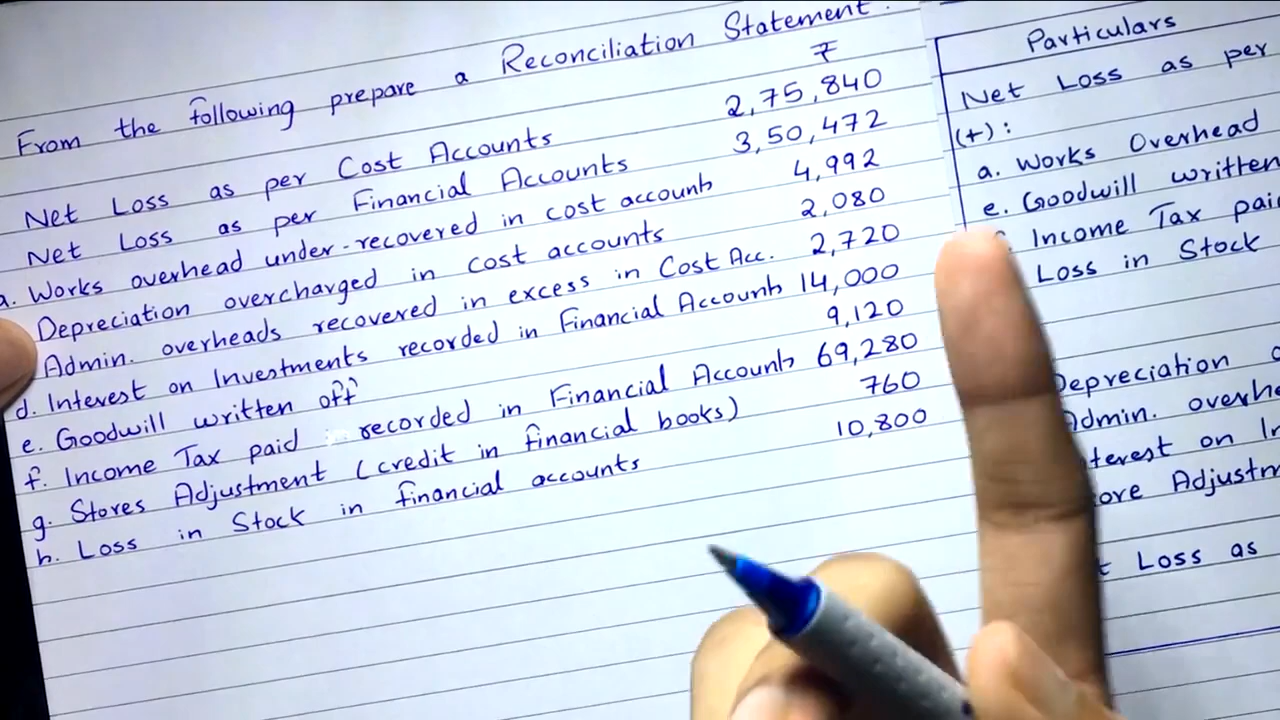 From the following prepare a Reconciliation Statement.
₹
Net Loss as per Cost Accounts 2,75,840
Net Loss as per Financial Accounts 3,50,472
a. Works overhead under-recovered in cost accounts 4,992
Depreciation overcharged in cost accounts 2,080
Admin. overheads recovered in excess in Cost Acc. 2,720
d. Interest on Investments recorded in Financial Accounts 14,000
e. Goodwill written off 9,120
f. Income Tax paid recorded in Financial Accounts 69,280
g. Stores Adjustment (credit in financial books) 760
h. Loss in Stock in financial accounts 10,800
Particulars
Net Loss as per
(+):
a. Works Overhead
e. Goodwill written
Income Tax paid
Loss in Stock
Depreciation
Admin. overhe
terest on In
ore Adjustm
t Loss as